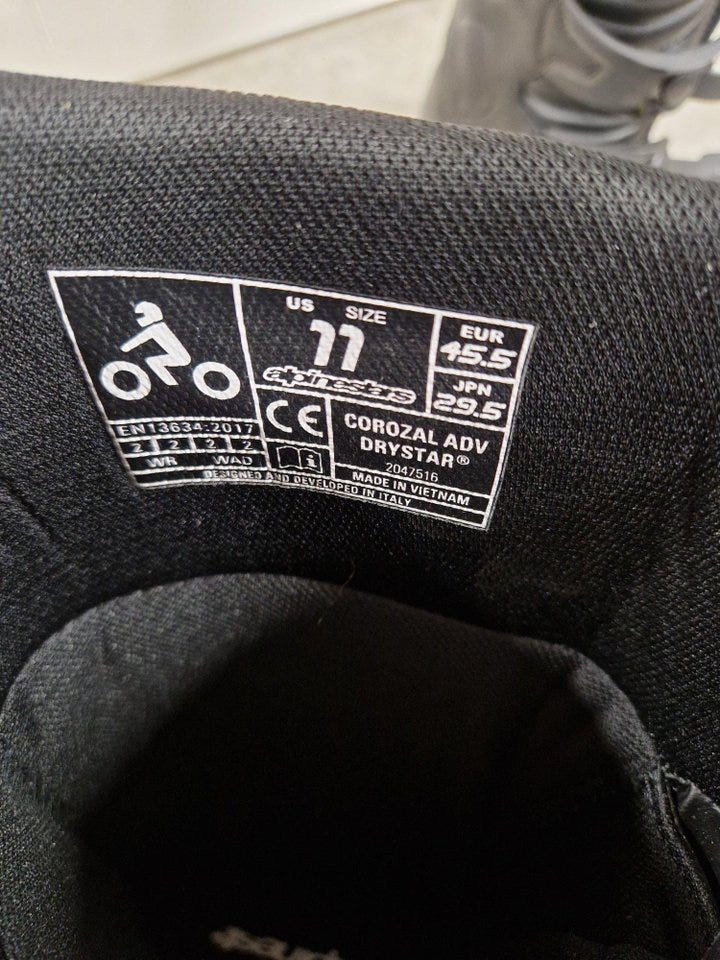 US SIZE
11
alpinestars
EUR
45.5
JPN
29.5
EN13634:2017
2 2 2 2
WR WAD
CE
i
COROZAL ADV
DRYSTAR®
2047516
MADE IN VIETNAM
DESIGNED AND DEVELOPED IN ITALY